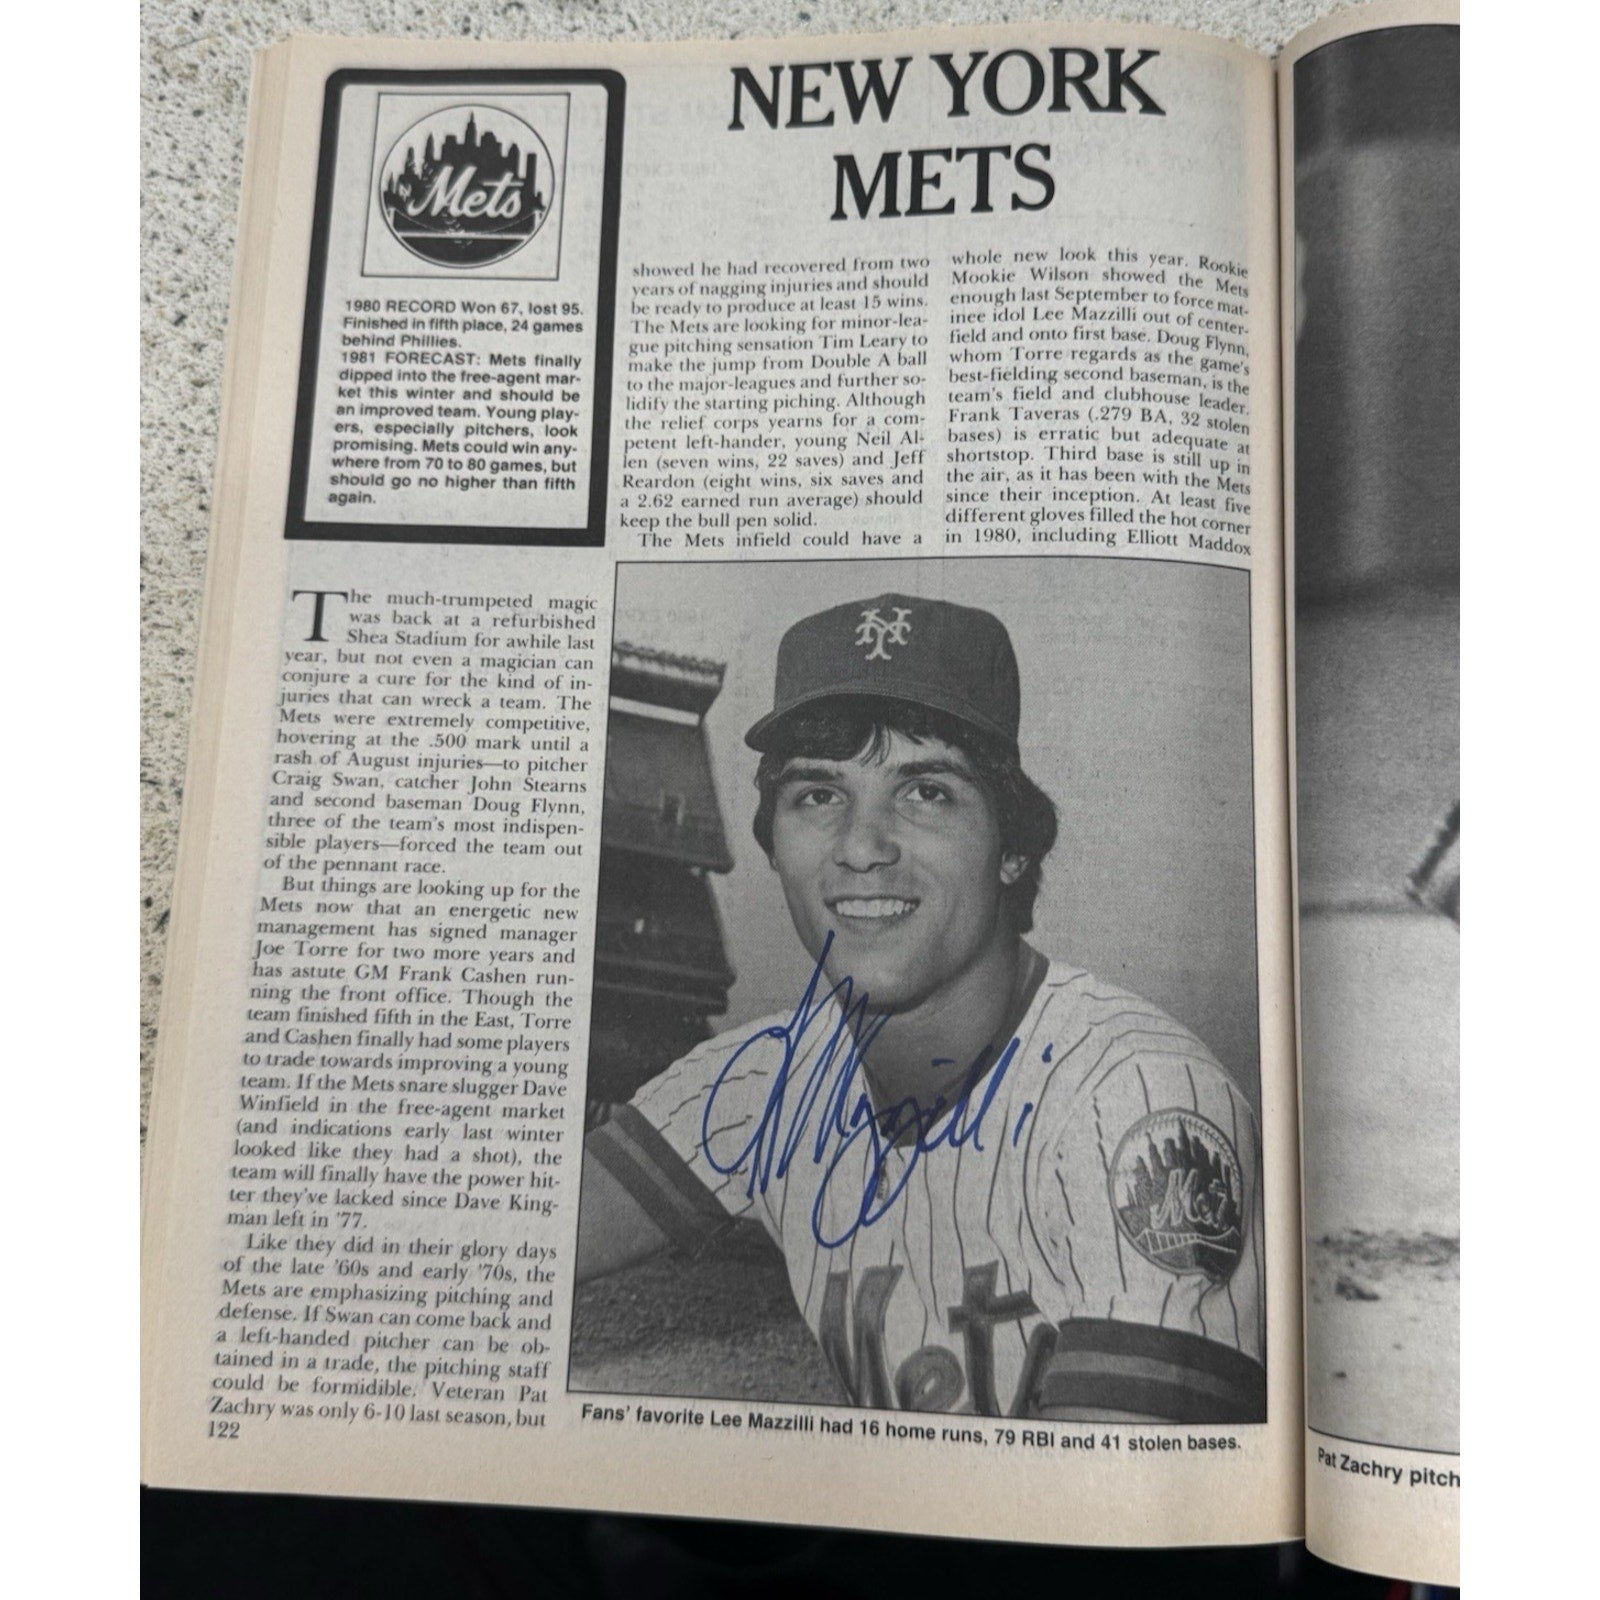 NEW YORK
METS
Mets
1980 RECORD Won 67, lost 95.
Finished in fifth place, 24 games
behind Phillies.
1981 FORECAST: Mets finally
dipped into the free-agent mar-
ket this winter and should be
an improved team. Young play-
ers, especially pitchers, look
promising. Mets could win any-
where from 70 to 80 games, but
should go no higher than fifth
again.
The much-trumpeted magic
was back at a refurbished
Shea Stadium for awhile last
year, but not even a magician can
conjure a cure for the kind of in-
juries that can wreck a team. The
Mets were extremely competitive,
hovering at the .500 mark until a
rash of August injuries—to pitcher
Craig Swan, catcher John Stearns
and second baseman Doug Flynn,
three of the team's most indispen-
sible players—forced the team out
of the pennant race.
But things are looking up for the
Mets now that an energetic new
management has signed manager
Joe Torre for two more years and
has astute GM Frank Cashen run-
ning the front office. Though the
team finished fifth in the East, Torre
and Cashen finally had some players
to trade towards improving a young
team. If the Mets snare slugger Dave
Winfield in the free-agent market
(and indications early last winter
looked like they had a shot), the
team will finally have the power hit-
ter they've lacked since Dave King-
man left in '77.
Like they did in their glory days
of the late '60s and early '70s, the
Mets are emphasizing pitching and
defense. If Swan can come back and
a left-handed pitcher can be ob-
tained in a trade, the pitching staff
could be formidible. Veteran Pat
Zachry was only 6-10 last season, but
122
showed he had recovered from two
years of nagging injuries and should
be ready to produce at least 15 wins.
The Mets are looking for minor-lea-
gue pitching sensation Tim Leary to
make the jump from Double A ball
to the major-leagues and further so-
lidify the starting piching. Although
the relief corps yearns for a com-
petent left-hander, young Neil Al-
len (seven wins, 22 saves) and Jeff
Reardon (eight wins, six saves and
a 2.62 earned run average) should
keep the bull pen solid.
The Mets infield could have a
whole new look this year. Rookie
Mookie Wilson showed the Mets
enough last September to force mat-
inee idol Lee Mazzilli out of center-
field and onto first base. Doug Flynn,
whom Torre regards as the game's
best-fielding second baseman, is the
team's field and clubhouse leader.
Frank Taveras (.279 BA, 32 stolen
bases) is erratic but adequate at
shortstop. Third base is still up in
the air, as it has been with the Mets
since their inception. At least five
different gloves filled the hot corner
in 1980, including Elliott Maddox
NY
L Mazzilli
Mets
Mets
Fans' favorite Lee Mazzilli had 16 home runs, 79 RBI and 41 stolen bases.
Pat Zachry pitch